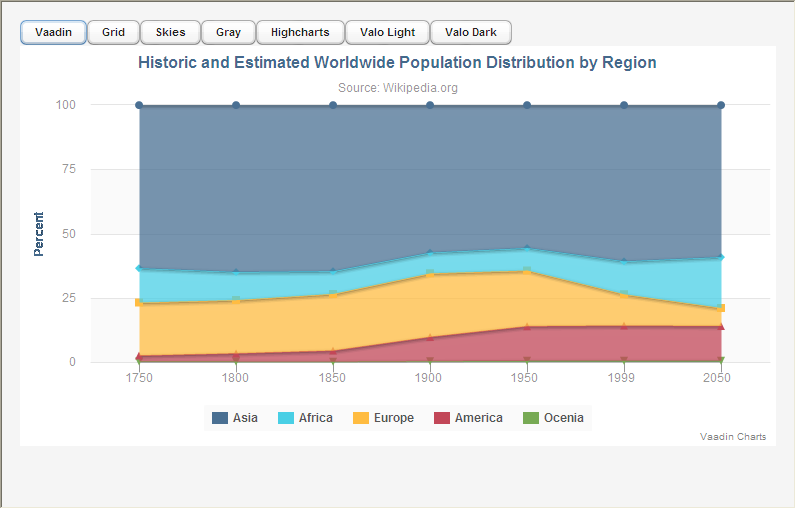 Vaadin Grid Skies Gray Highcharts Valo Light Valo Dark
Historic and Estimated Worldwide Population Distribution by Region
Source: Wikipedia.org
Percent
100
75
50
25
0
1750 1800 1850 1900 1950 1999 2050
Asia Africa Europe America Ocenia
Vaadin Charts